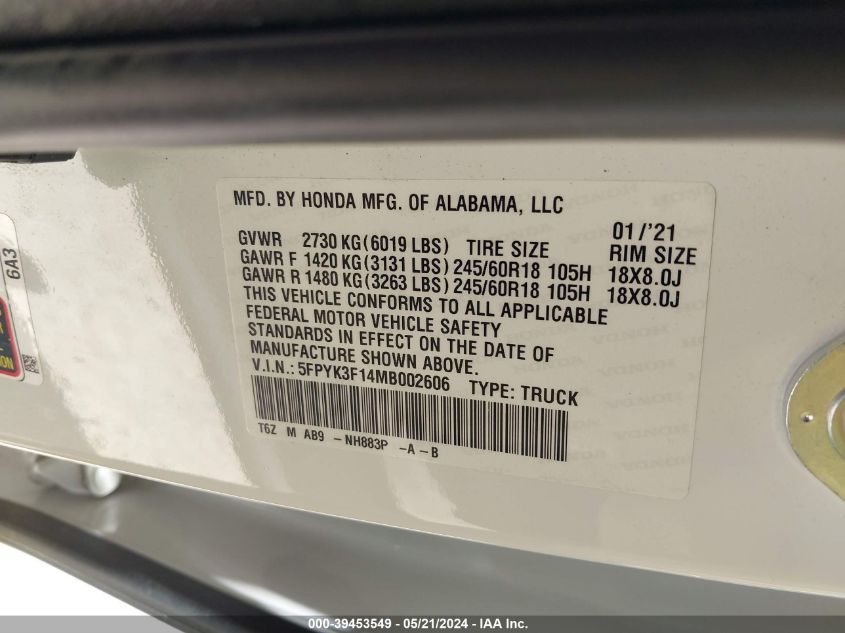 MFD. BY HONDA MFG. OF ALABAMA, LLC
01/'21
GVWR 2730 KG(6019 LBS) TIRE SIZE RIM SIZE
GAWR F 1420 KG(3131 LBS) 245/60R18 105H 18X8.0J
GAWR R 1480 KG(3263 LBS) 245/60R18 105H 18X8.0J
THIS VEHICLE CONFORMS TO ALL APPLICABLE
FEDERAL MOTOR VEHICLE SAFETY
STANDARDS IN EFFECT ON THE DATE OF
MANUFACTURE SHOWN ABOVE.
V.I.N.: 5FPYK3F14MB002606 TYPE: TRUCK
T6Z M AB9 -NH883P -A-B
6A3
000-39453549 - 05/21/2024 - IAA Inc.